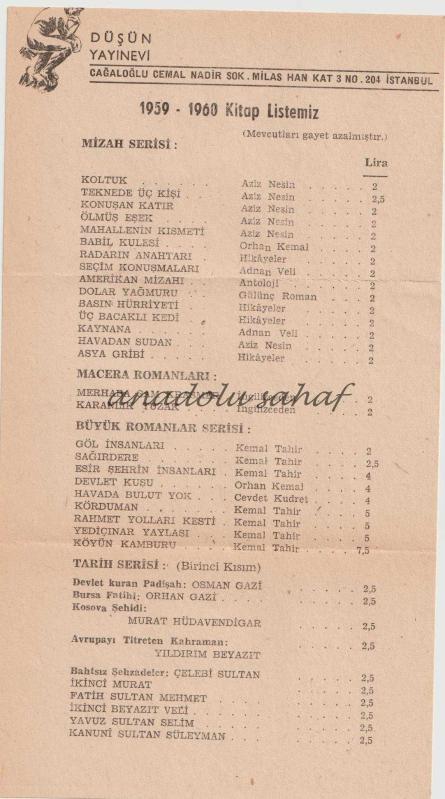 DÜŞÜN
YAYINEVİ
CAĞALOĞLU CEMAL NADİR SOK. MİLAS HAN KAT 3 NO. 204 İSTANBUL
1959 - 1960 Kitap Listemiz
(Mevcutları gayet azalmıştır.)
MİZAH SERİSİ :
Lira
KOLTUK . . . . . . Aziz Nesin . . . . . 2
TEKNEDE ÜÇ KİŞİ . . Aziz Nesin . . . . . 2,5
KONUŞAN KATIR Aziz Nesin . . . . . 2
ÖLMÜŞ EŞEK . . . . Aziz Nesin . . . . . 2
MAHALLENİN KISMETİ Aziz Nesin . . . . . 2
BABİL KULESİ . . . Orhan Kemal . . . . 2
RADARIN ANAHTARI . Hikâyeler . . . . . 2
SEÇİM KONUSMALARI Adnan Veli . . . . . 2
AMERİKAN MİZAHI . . Antoloji . . . . . 2
DOLAR YAĞMURU . . Gülünç Roman . . . . 2
BASIN HÜRRİYETİ . . Hikâyeler . . . . . 2
ÜÇ BACAKLI KEDİ . . Hikâyeler . . . . . 2
KAYNANA . . . . . Adnan Veli . . . . . 2
HAVADAN SUDAN . . Aziz Nesin . . . . . 2
ASYA GRİBİ . . . . Hikâyeler . . . . . 2
MACERA ROMANLARI :
anadolu sahaf
MERHABA İngilizceden . . . . 2
KARANLIK TUZAK . . İngilizceden . . . . 2
BÜYÜK ROMANLAR SERİSİ :
GÖL İNSANLARI . . . Kemal Tahir . . . . 2
SAĞIRDERE . . . . . Kemal Tahir . . . . 2,5
ESİR ŞEHRİN İNSANLARI . Kemal Tahir . . . . 4
DEVLET KUŞU . . . . Orhan Kemal . . . . 4
HAVADA BULUT YOK . . Cevdet Kudret . . . . 4
KÖRDUMAN . . . . . Kemal Tahir . . . . 5
RAHMET YOLLARI KESTİ . Kemal Tahir . . . . 5
YEDİÇINAR YAYLASI . . Kemal Tahir . . . . 5
KÖYÜN KAMBURU . . . Kemal Tahir . . . . 7,5
TARİH SERİSİ : (Birinci Kısım)
Devlet kuran Padişah: OSMAN GAZİ . . . . . 2,5
Bursa Fatihi: ORHAN GAZİ . . . . . . . 2,5
Kosova Şehidi:
MURAT HÜDAVENDİGAR . . . . . 2,5
Avrupayı Titreten Kahraman:
YILDIRIM BEYAZIT . . . . . 2,5
Bahtsız Şehzadeler: ÇELEBİ SULTAN . . . . . 2,5
İKİNCİ MURAT . . . . . . . . . . 2,5
FATİH SULTAN MEHMET . . . . . . . . 2,5
İKİNCİ BEYAZIT VELİ . . . . . . . . 2,5
YAVUZ SULTAN SELİM . . . . . . . . 2,5
KANUNİ SULTAN SÜLEYMAN . . . . . . . 2,5